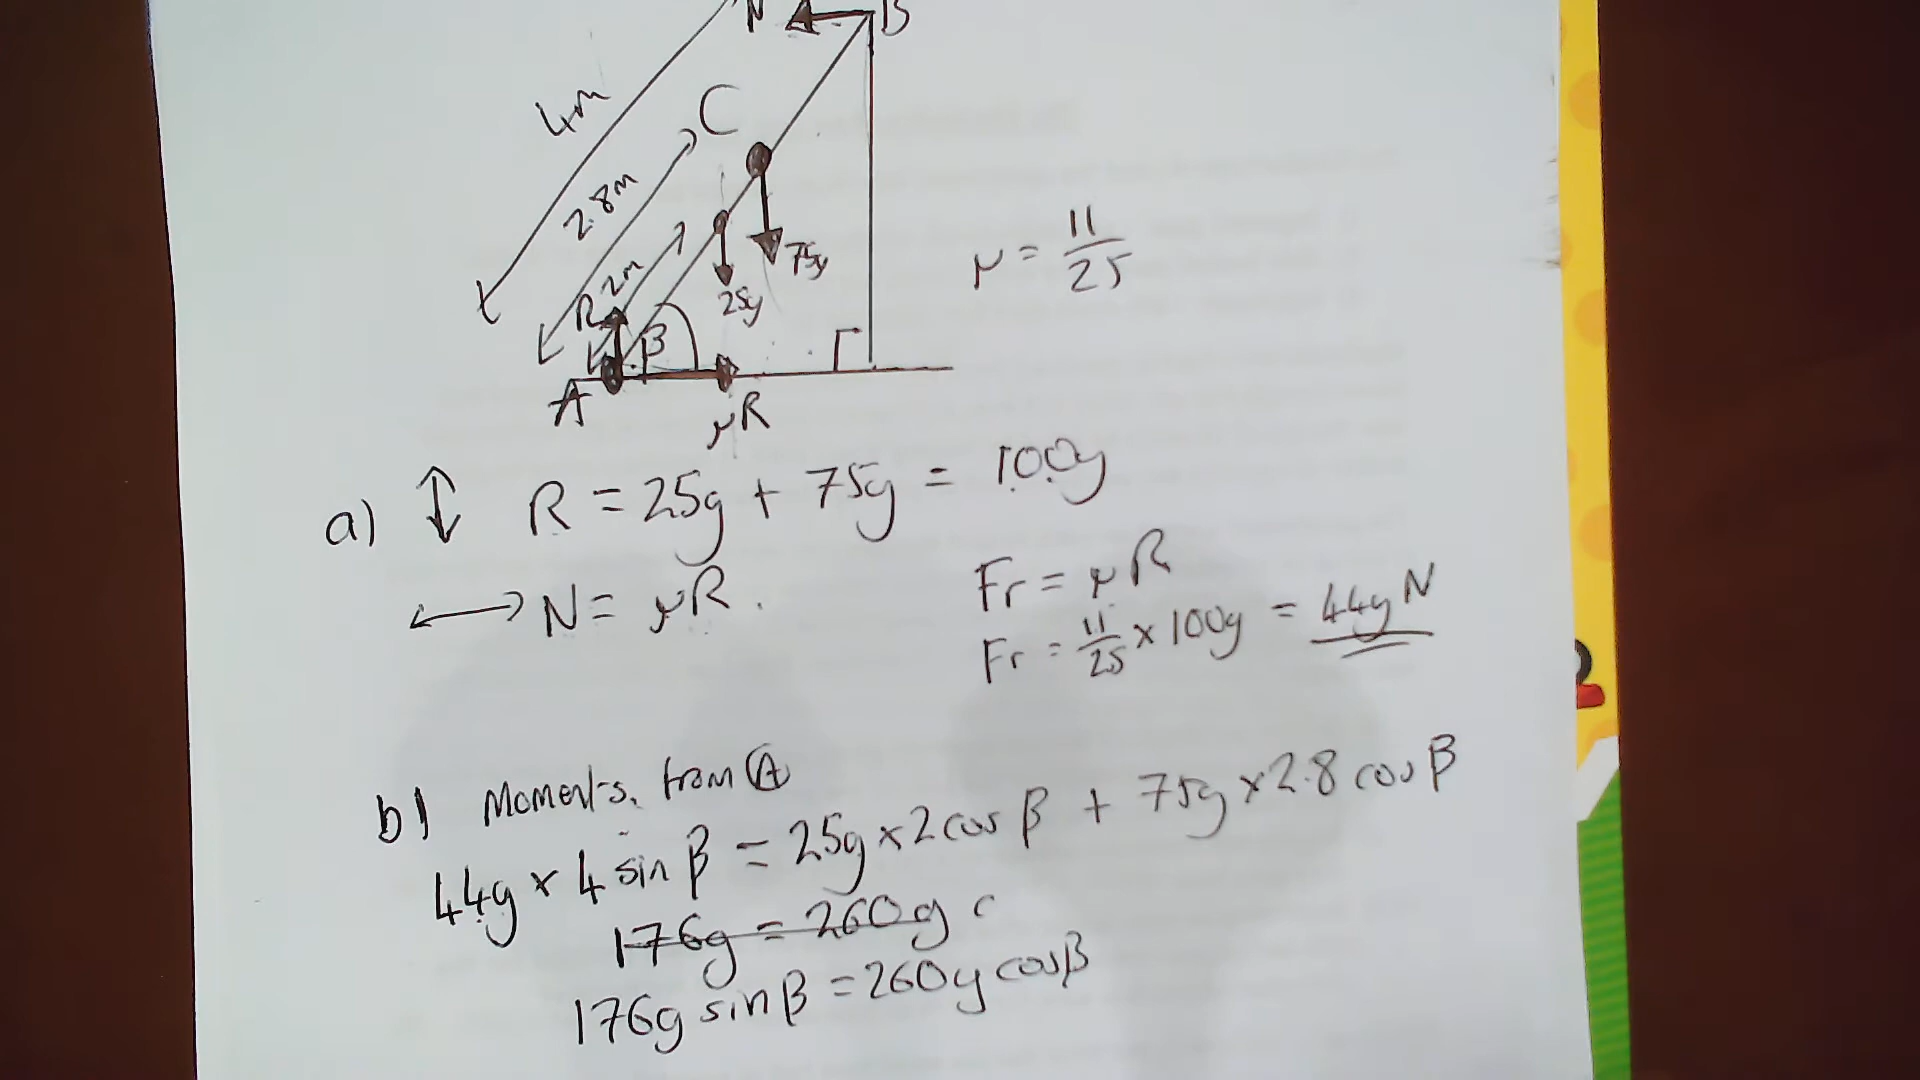 N B
4m
C
2.8m
75g
μ = 11/25
2m
25g
R
β
A
μR
a) ↕ R = 25g + 75g = 100g
↔ N = μR.
Fr = μR
Fr = 11/25 × 100g = 44g N
b) Moments. from Ⓐ
44g × 4 sin β = 25g × 2 cos β + 75g × 2.8 cos β
176g = 260g c
176g sin β = 260g cos β